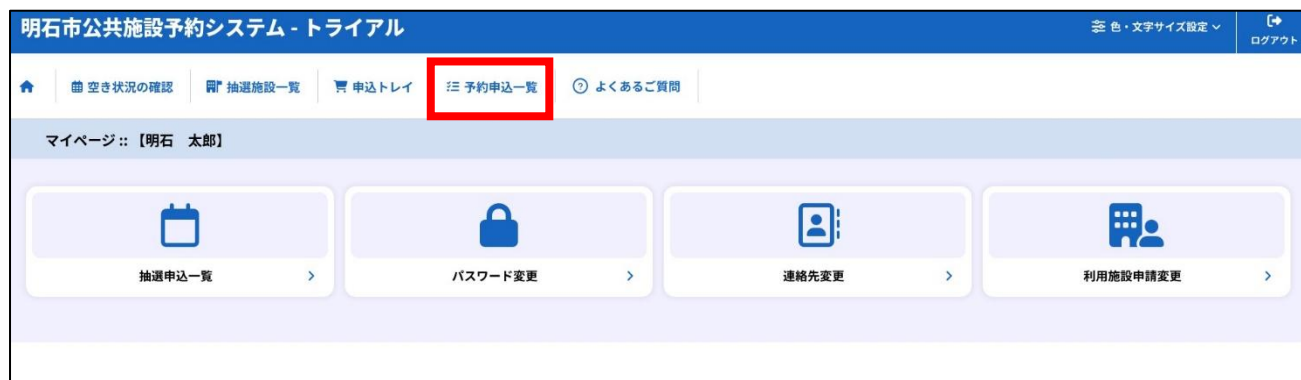 明石市公共施設予約システム - トライアル
色・文字サイズ設定
ログアウト
空き状況の確認
抽選施設一覧
申込トレイ
予約申込一覧
よくあるご質問
マイページ :: 【明石　太郎】
抽選申込一覧
パスワード変更
連絡先変更
利用施設申請変更